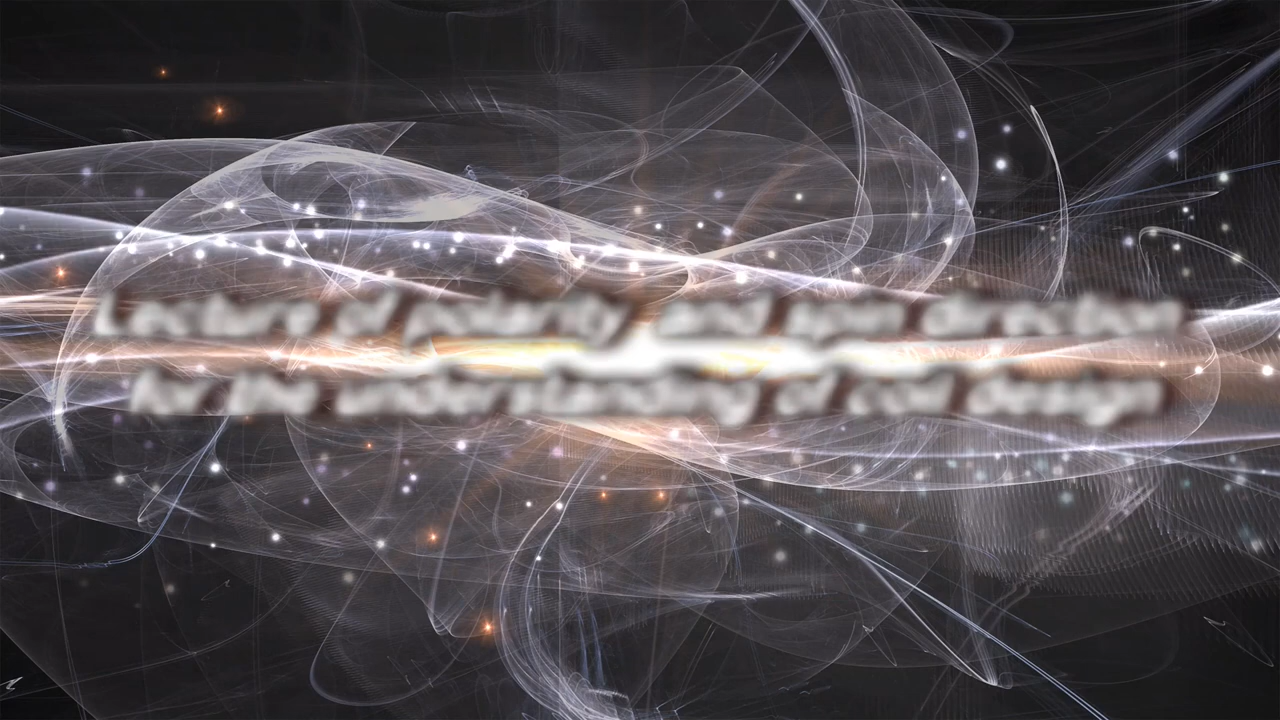 Lecture of polarity and spin direction
for the understanding of coil design